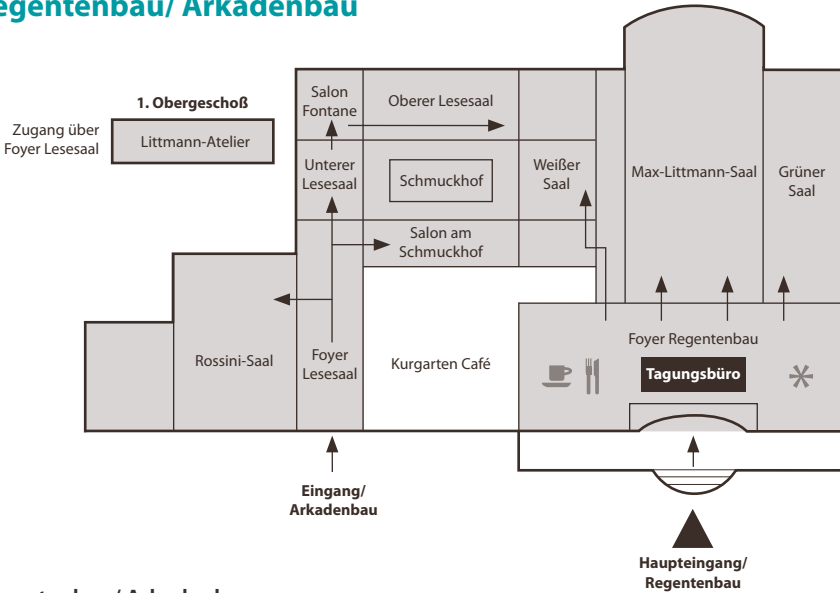 egentenbau/ Arkadenbau
1. Obergeschoß
Zugang über
Foyer Lesesaal
Littmann-Atelier
Salon
Fontane
Oberer Lesesaal
Unterer
Lesesaal
Schmuckhof
Weißer
Saal
Max-Littmann-Saal
Grüner
Saal
Salon am
Schmuckhof
Rossini-Saal
Foyer
Lesesaal
Kurgarten Café
Foyer Regentenbau
Tagungsbüro
Eingang/
Arkadenbau
Haupteingang/
Regentenbau